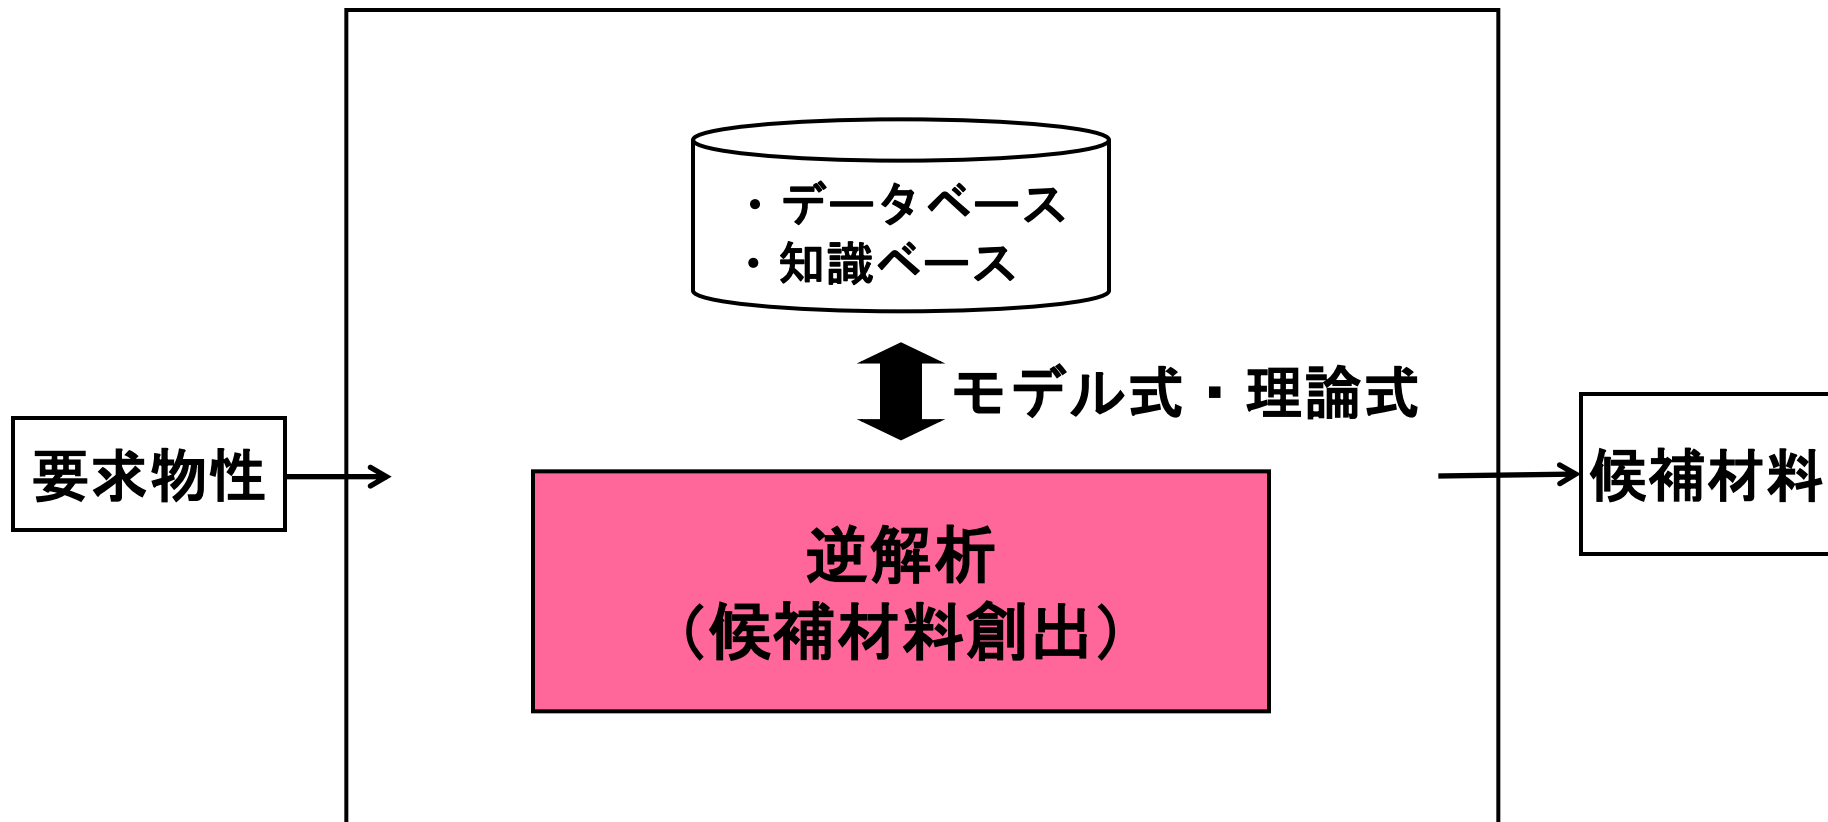 ・データベース
・知識ベース
モデル式・理論式
要求物性
候補材料
逆解析
（候補材料創出）